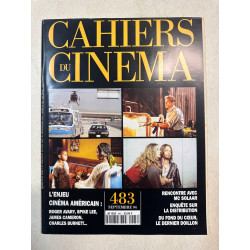 CAHIERS
DU
CINEMA
L'ENJEU
CINÉMA AMÉRICAIN :
ROGER AVARY, SPIKE LEE,
JAMES CAMERON,
CHARLES BURNETT...
483
SEPTEMBRE 94
RENCONTRE AVEC
MC SOLAAR
ENQUÊTE SUR
LA DISTRIBUTION
DU FOND DU CŒUR,
LE DERNIER DOILLON